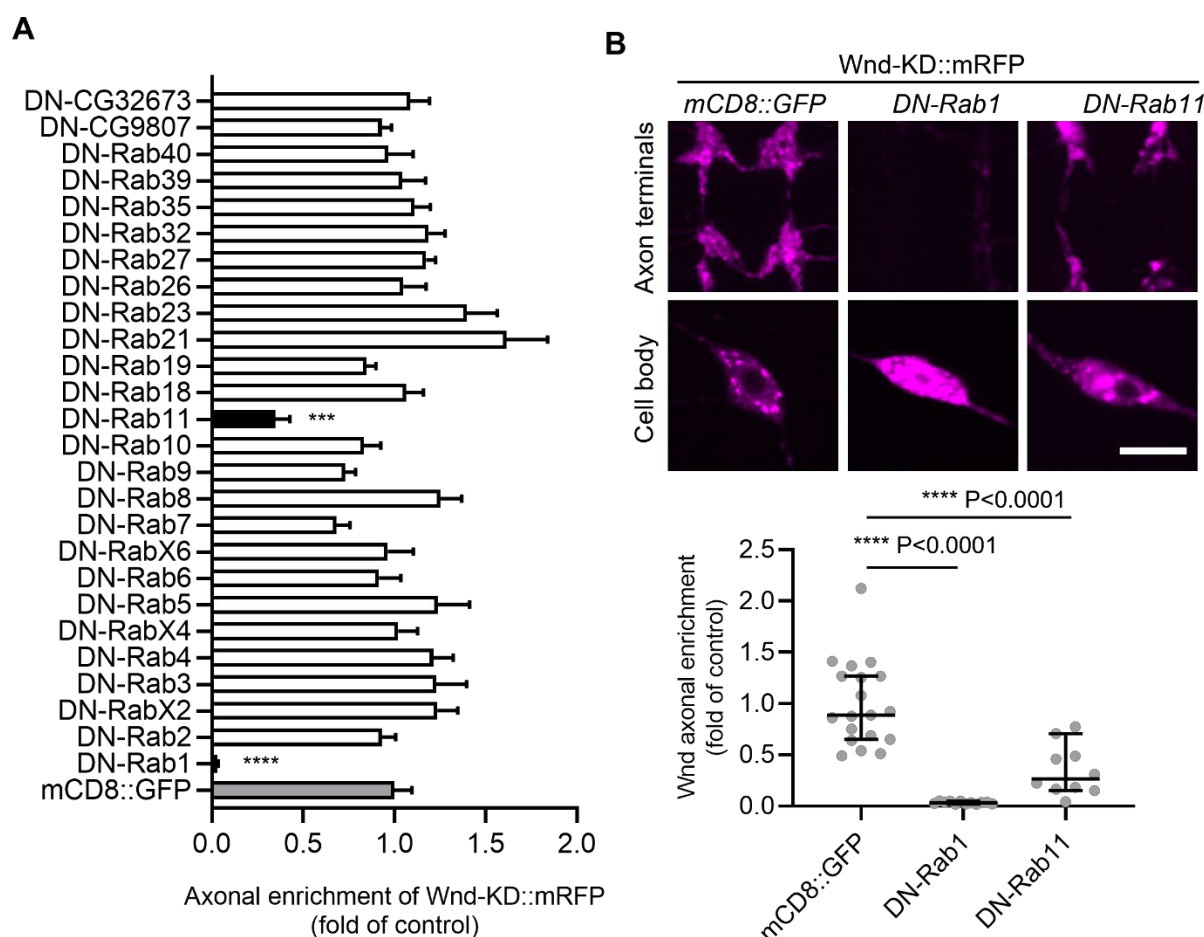 A
DN-CG32673
DN-CG9807
DN-Rab40
DN-Rab39
DN-Rab35
DN-Rab32
DN-Rab27
DN-Rab26
DN-Rab23
DN-Rab21
DN-Rab19
DN-Rab18
DN-Rab11 ***
DN-Rab10
DN-Rab9
DN-Rab8
DN-Rab7
DN-RabX6
DN-Rab6
DN-Rab5
DN-RabX4
DN-Rab4
DN-Rab3
DN-RabX2
DN-Rab2
DN-Rab1 ****
mCD8::GFP
0.0 0.5 1.0 1.5 2.0
Axonal enrichment of Wnd-KD::mRFP
(fold of control)
B
Wnd-KD::mRFP
mCD8::GFP DN-Rab1 DN-Rab11
Axon terminals
Cell body
**** P<0.0001
**** P<0.0001
Wnd axonal enrichment
(fold of control)
2.5
2.0
1.5
1.0
0.5
0.0
mCD8::GFP
DN-Rab1
DN-Rab11